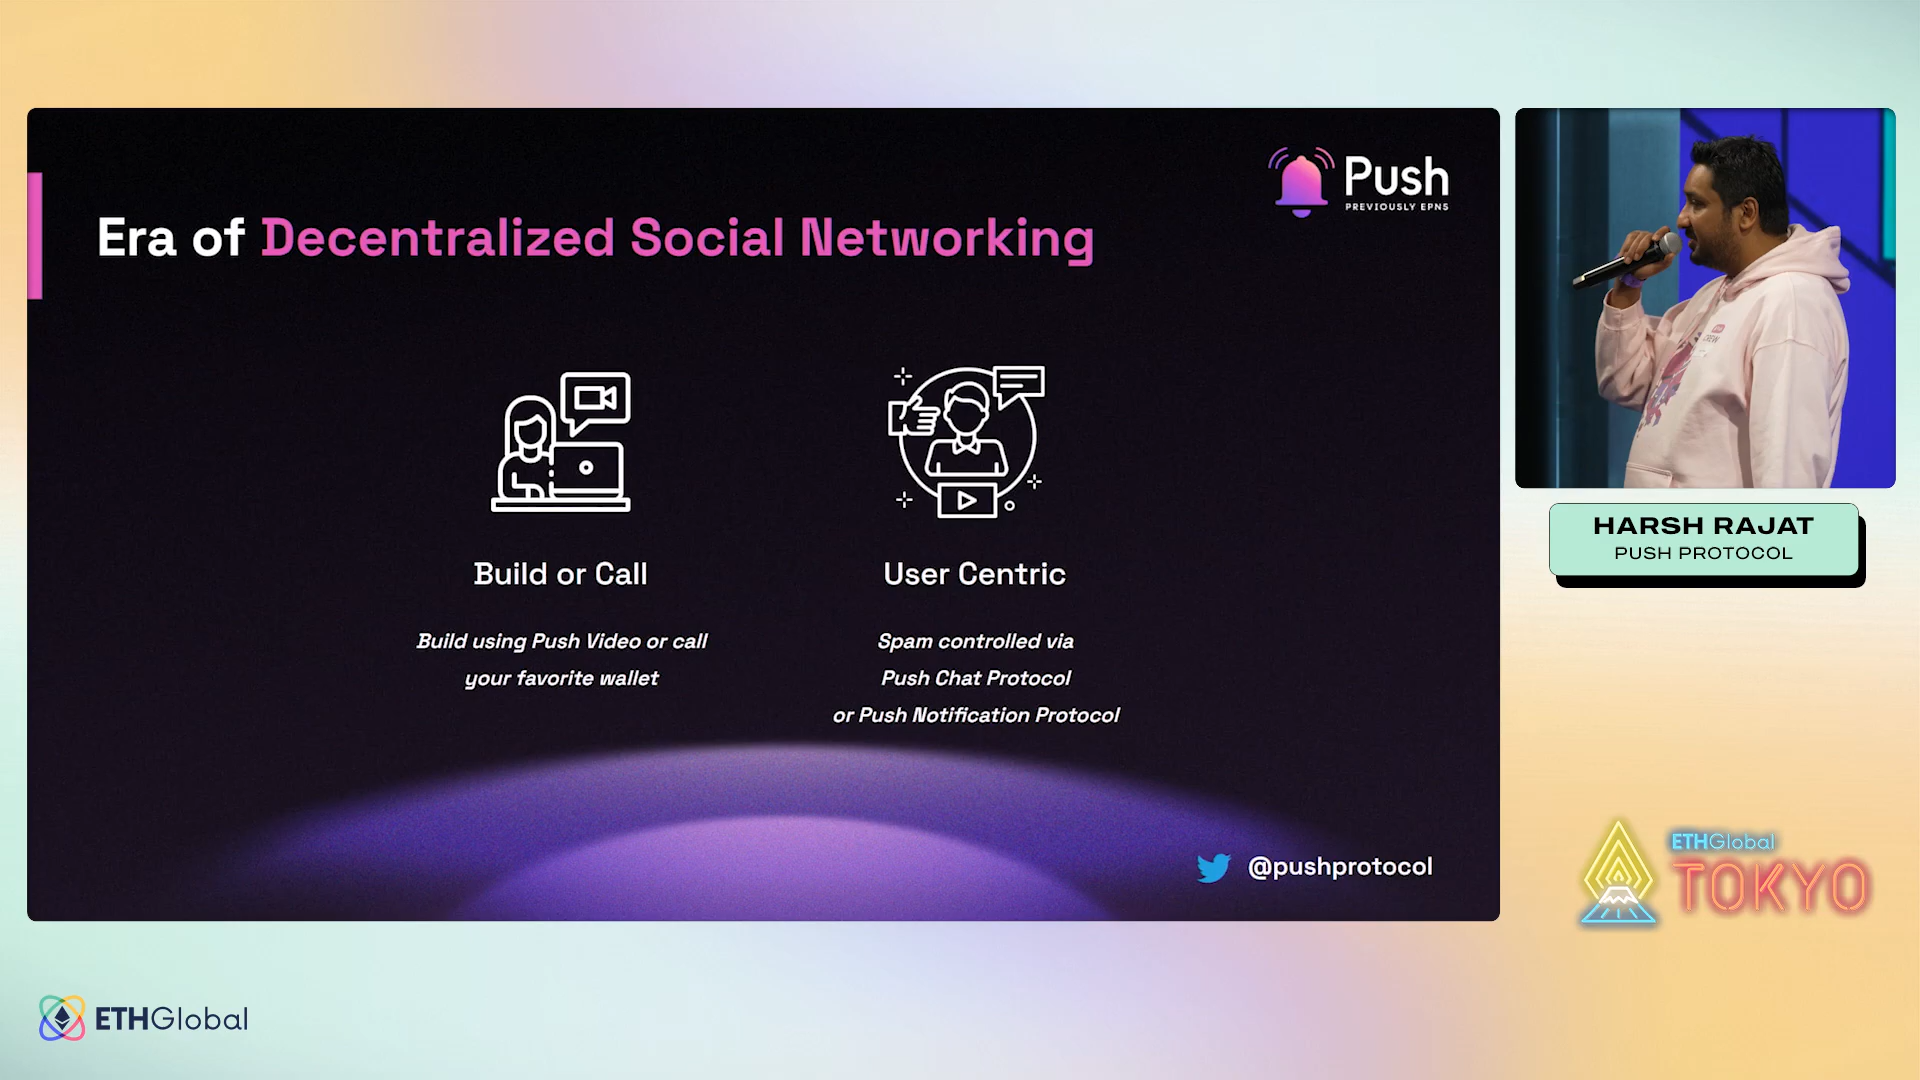 Era of Decentralized Social Networking
Push
PREVIOUSLY EPNS
Build or Call
Build using Push Video or call
your favorite wallet
User Centric
Spam controlled via
Push Chat Protocol
or Push Notification Protocol
@pushprotocol
HARSH RAJAT
PUSH PROTOCOL
ETHGlobal
TOKYO
ETHGlobal